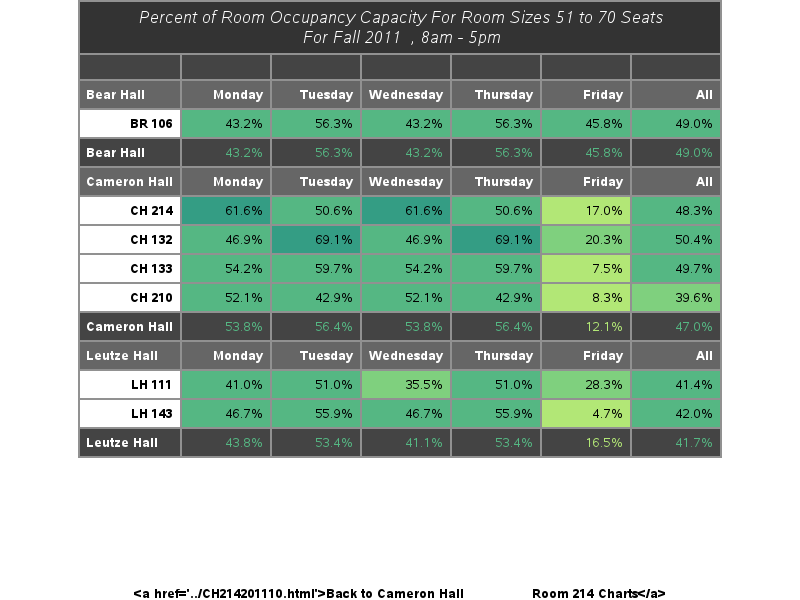 Percent of Room Occupancy Capacity For Room Sizes 51 to 70 Seats
For Fall 2011 , 8am - 5pm
Bear Hall Monday Tuesday Wednesday Thursday Friday All
BR 106 43.2% 56.3% 43.2% 56.3% 45.8% 49.0%
Bear Hall 43.2% 56.3% 43.2% 56.3% 45.8% 49.0%
Cameron Hall Monday Tuesday Wednesday Thursday Friday All
CH 214 61.6% 50.6% 61.6% 50.6% 17.0% 48.3%
CH 132 46.9% 69.1% 46.9% 69.1% 20.3% 50.4%
CH 133 54.2% 59.7% 54.2% 59.7% 7.5% 49.7%
CH 210 52.1% 42.9% 52.1% 42.9% 8.3% 39.6%
Cameron Hall 53.8% 56.4% 53.8% 56.4% 12.1% 47.0%
Leutze Hall Monday Tuesday Wednesday Thursday Friday All
LH 111 41.0% 51.0% 35.5% 51.0% 28.3% 41.4%
LH 143 46.7% 55.9% 46.7% 55.9% 4.7% 42.0%
Leutze Hall 43.8% 53.4% 41.1% 53.4% 16.5% 41.7%
<a href='../CH214201110.html'>Back to Cameron Hall Room 214 Charts</a>